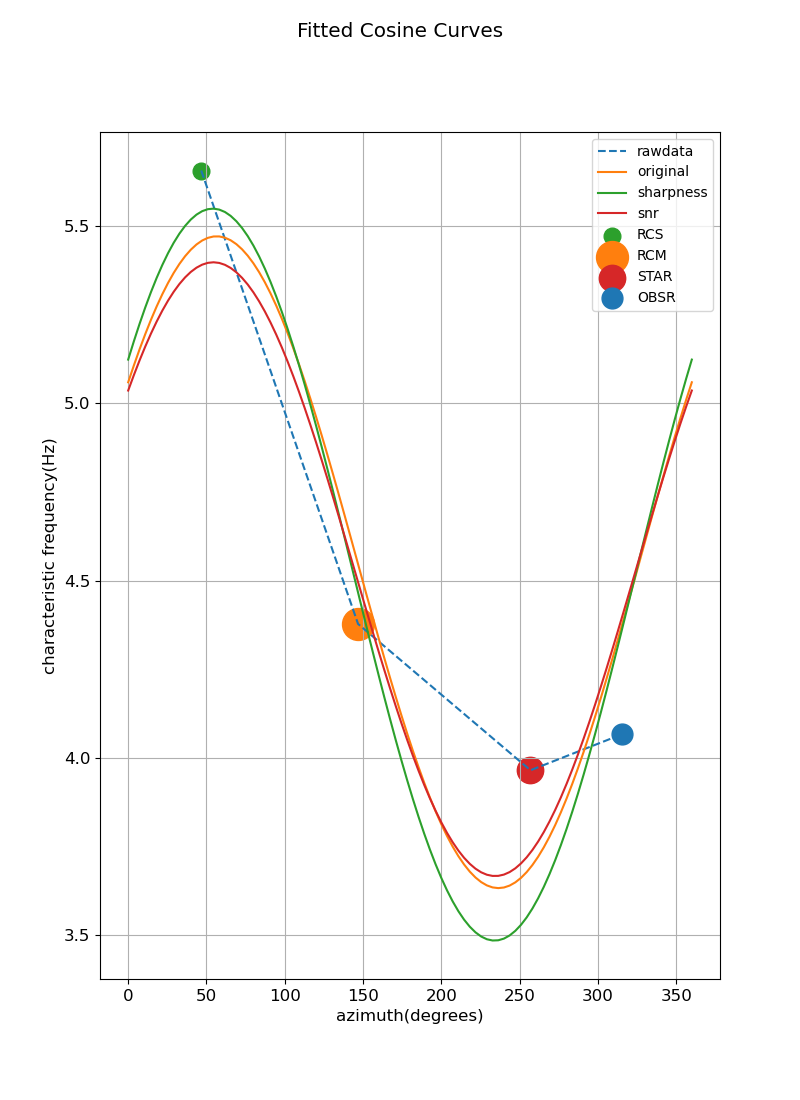 Fitted Cosine Curves
rawdata
original
sharpness
snr
RCS
RCM
STAR
OBSR
5.5
5.0
4.5
4.0
3.5
characteristic frequency(Hz)
0 50 100 150 200 250 300 350
azimuth(degrees)